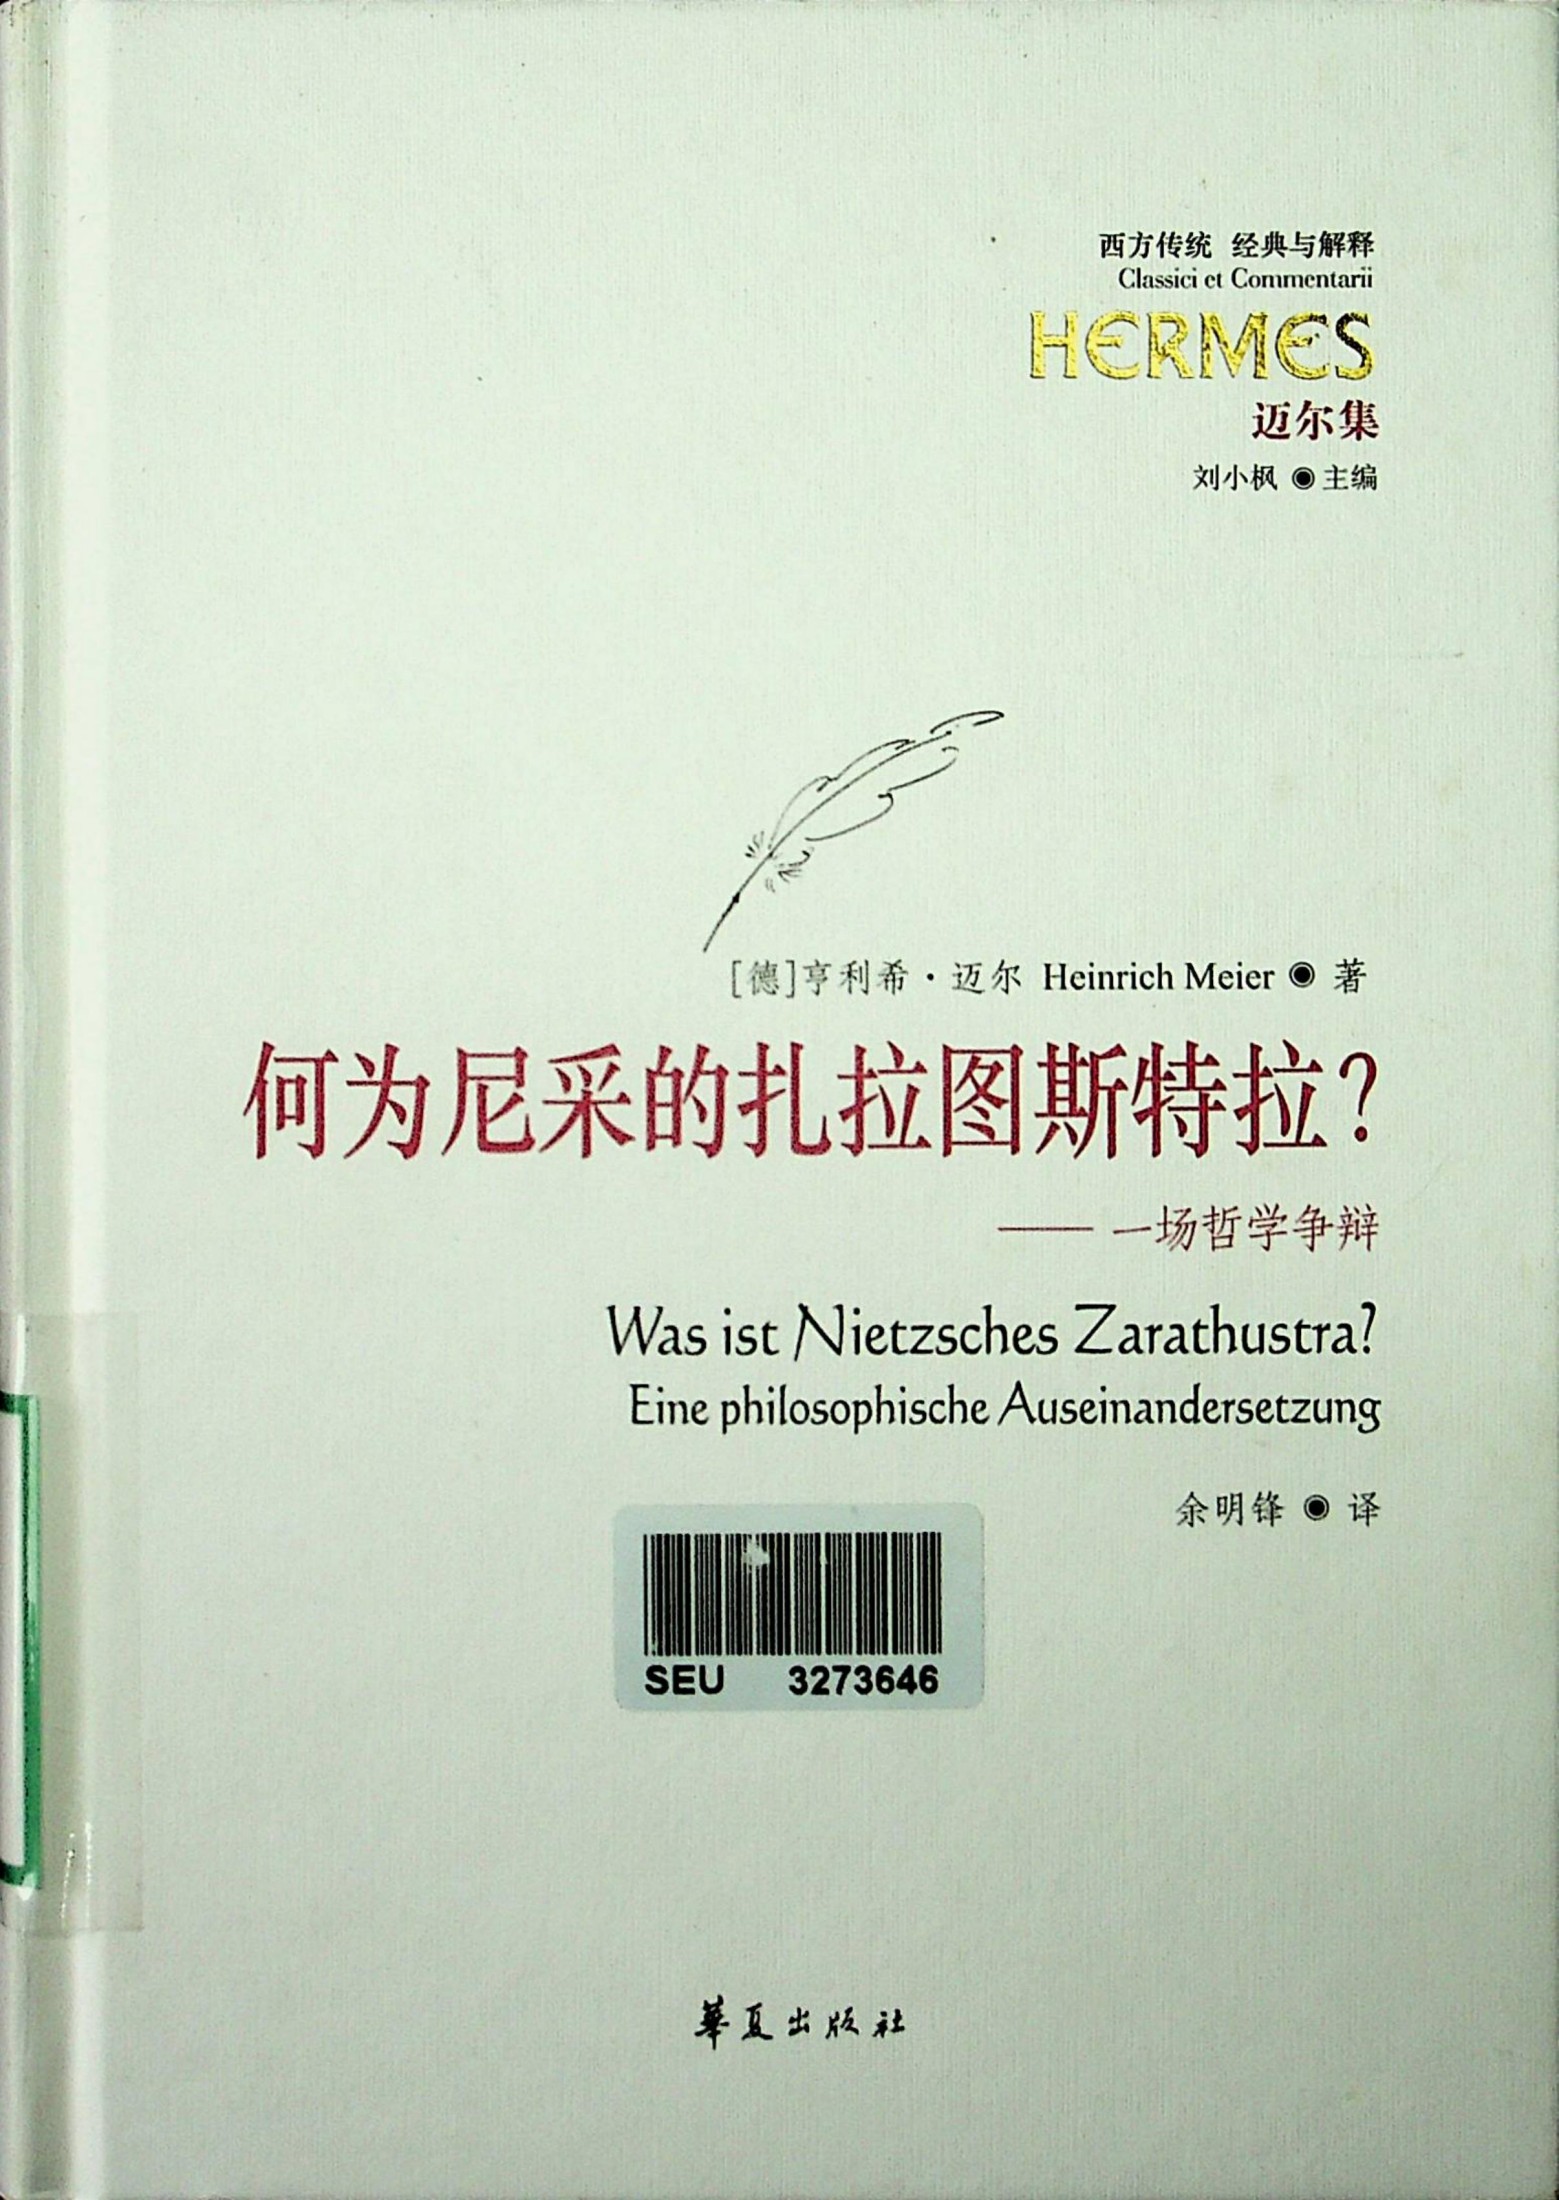 西方传统 经典与解释
Classici et Commentarii
HERMES
迈尔集
刘小枫 ◉ 主编
[德]亨利希·迈尔 Heinrich Meier ◉ 著
何为尼采的扎拉图斯特拉？
—— 一场哲学争辩
Was ist Nietzsches Zarathustra?
Eine philosophische Auseinandersetzung
余明锋 ◉ 译
SEU 3273646
華夏出版社